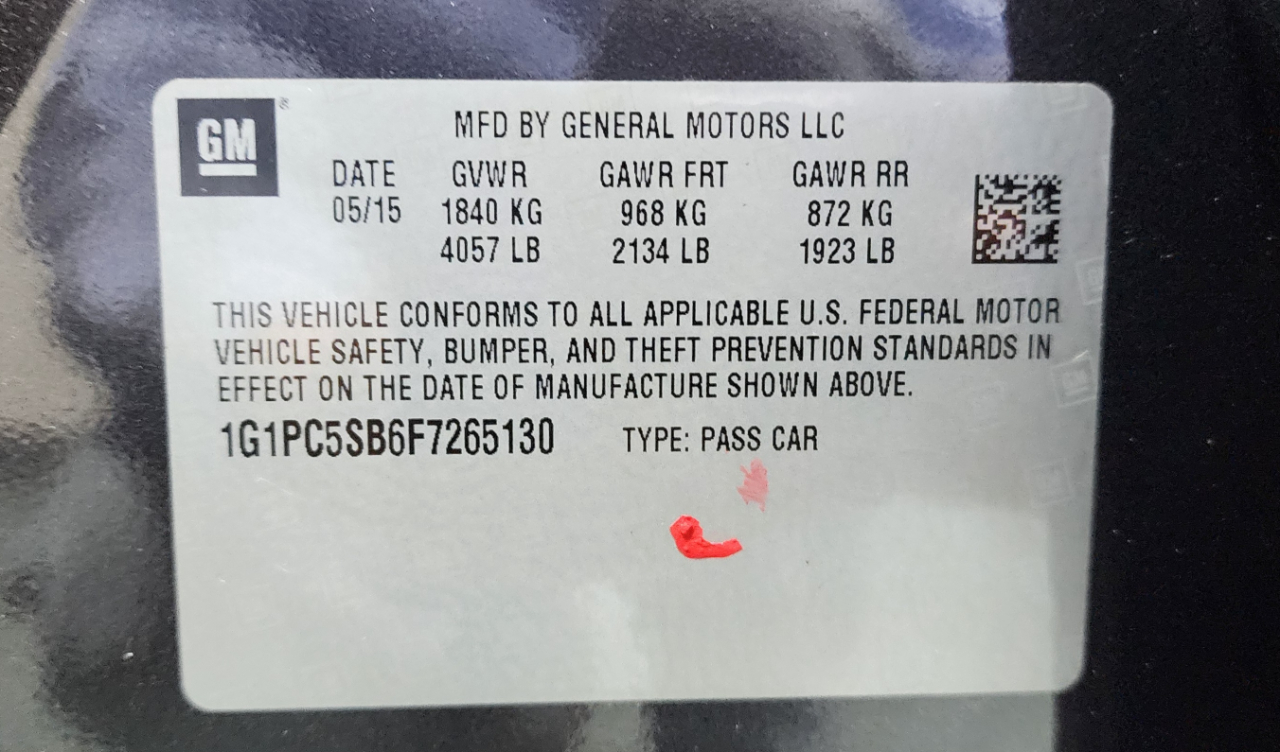 GM®
MFD BY GENERAL MOTORS LLC
DATE GVWR GAWR FRT GAWR RR
05/15 1840 KG 968 KG 872 KG
4057 LB 2134 LB 1923 LB
THIS VEHICLE CONFORMS TO ALL APPLICABLE U.S. FEDERAL MOTOR
VEHICLE SAFETY, BUMPER, AND THEFT PREVENTION STANDARDS IN
EFFECT ON THE DATE OF MANUFACTURE SHOWN ABOVE.
1G1PC5SB6F7265130 TYPE: PASS CAR